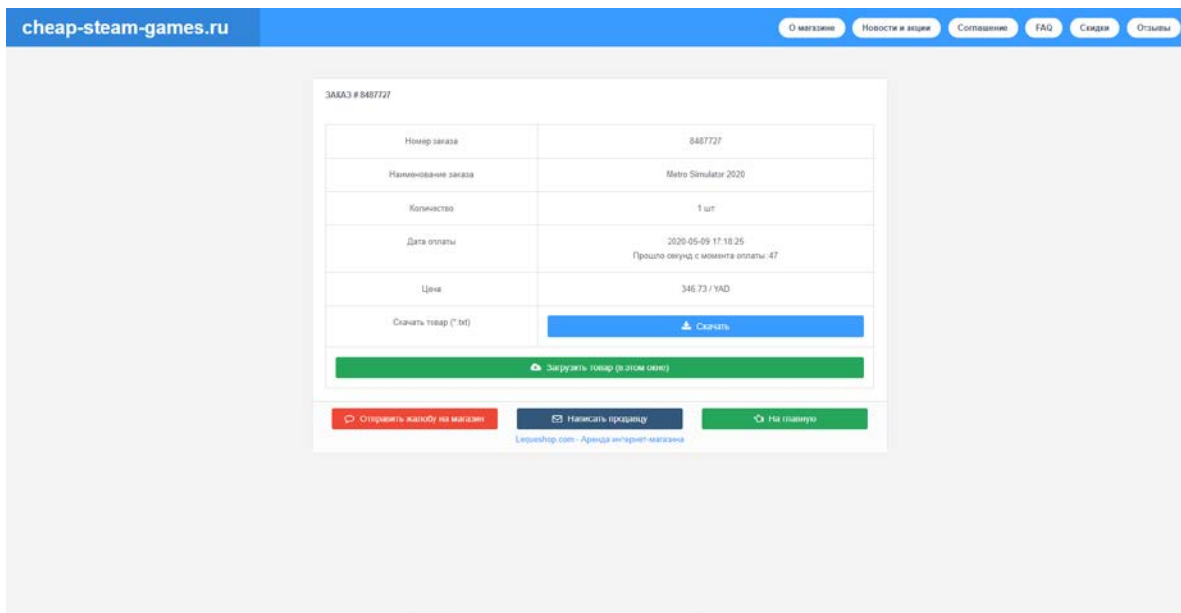 cheap-steam-games.ru
О магазине
Новости и акции
Соглашение
FAQ
Скидки
Отзывы
ЗАКАЗ # 8487727
Номер заказа
8487727
Наименование заказа
Metro Simulator 2020
Количество
1 шт
Дата оплаты
2020-05-09 17:18:25
Прошло секунд с момента оплаты: 47
Цена
346.73 / YAD
Скачать товар (*.txt)
Скачать
Загрузить товар (в этом окне)
Отправить жалобу на магазин
Написать продавцу
На главную
Lequeshop.com - Аренда интернет-магазина